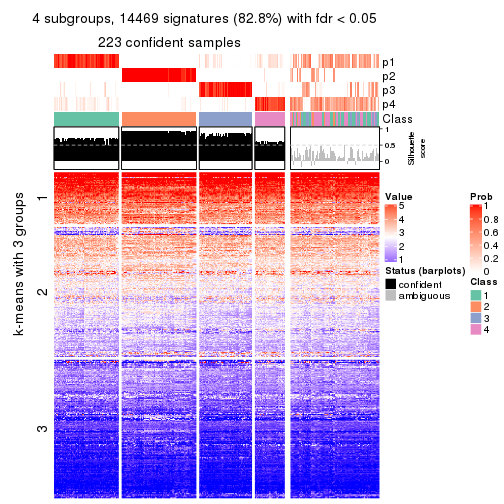 4 subgroups, 14469 signatures (82.8%) with fdr < 0.05
223 confident samples
p1
p2
p3
p4
Class
1
0.5
0
Silhouette
score
k-means with 3 groups
1
2
3
Value
5
4
3
2
1
Status (barplots)
confident
ambiguous
Prob
1
0.8
0.6
0.4
0.2
0
Class
1
2
3
4